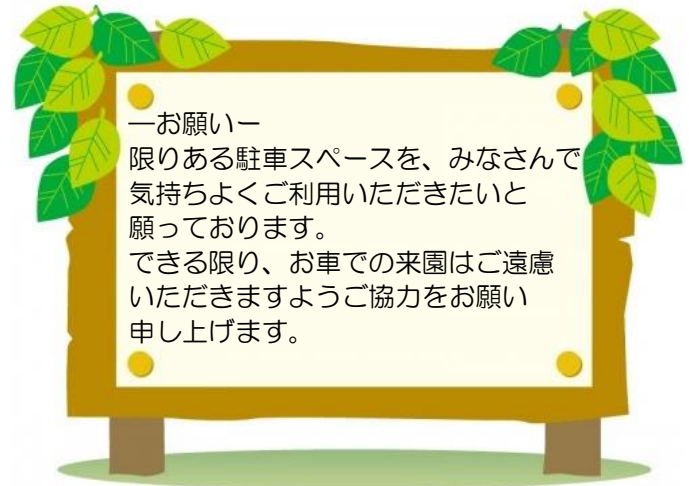 ―お願いー
限りある駐車スペースを、みなさんで
気持ちよくご利用いただきたいと
願っております。
できる限り、お車での来園はご遠慮
いただきますようご協力をお願い
申し上げます。